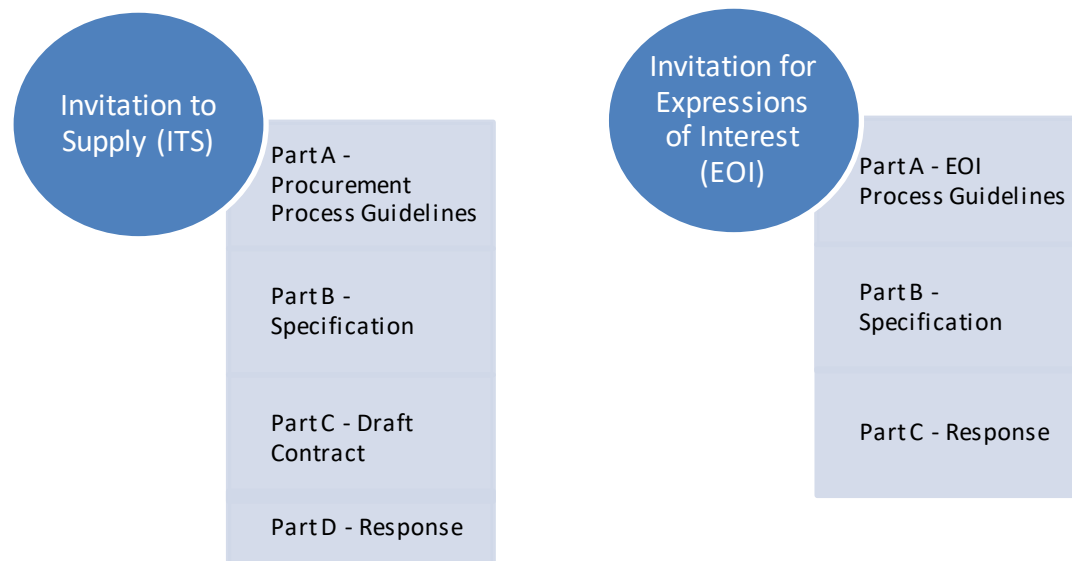 Invitation to
Supply (ITS)
Part A -
Procurement
Process Guidelines
Part B -
Specification
Part C - Draft
Contract
Part D - Response
Invitation for
Expressions
of Interest
(EOI)
Part A - EOI
Process Guidelines
Part B -
Specification
Part C - Response